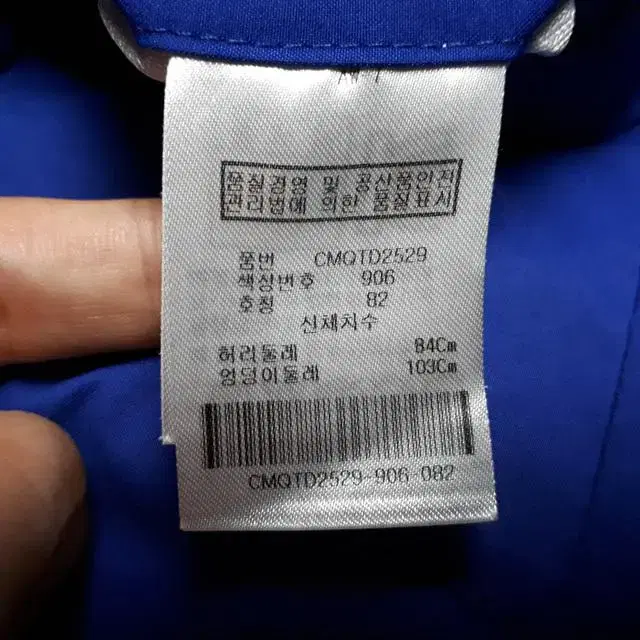 품질경영 및 공산품안전
관리법에 의한 품질표시
품번 CMQTD2529
색상번호 906
호칭 82
신체치수
허리둘레 84Cm
엉덩이둘레 103Cm
CMQTD2529-906-082